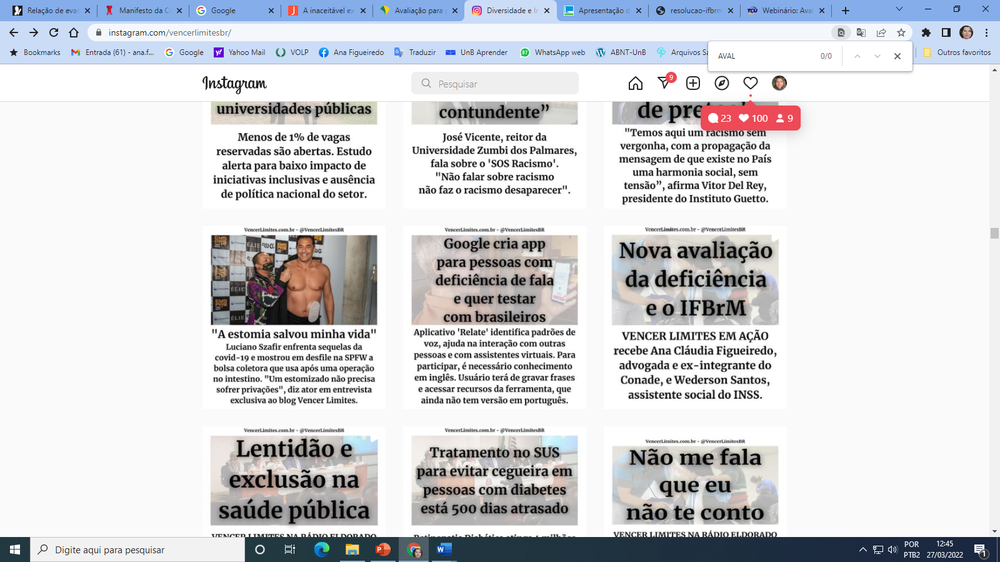 Relação de evan
Manifesto da Co
Google
A inaceitável ex
Avaliação para p
Diversidade e In
Apresentação d
resolucao-ifbrm
Webinário: Aval
instagram.com/vencerlimitesbr/
Bookmarks
Entrada (61) - ana.f...
Google
Yahoo Mail
VOLP
Ana Figueiredo
Traduzir
UnB Aprender
WhatsApp web
ABNT-UnB
Arquivos Sa
Outros favoritos
AVAL
0/0
Instagram
Pesquisar
9
23
100
9
universidades públicas
Menos de 1% de vagas
reservadas são abertas. Estudo
alerta para baixo impacto de
iniciativas inclusivas e ausência
de política nacional do setor.
contundente”
José Vicente, reitor da
Universidade Zumbi dos Palmares,
fala sobre o 'SOS Racismo'.
"Não falar sobre racismo
não faz o racismo desaparecer".
"Temos aqui um racismo sem
vergonha, com a propagação da
mensagem de que existe no País
uma harmonia social, sem
tensão”, afirma Vitor Del Rey,
presidente do Instituto Guetto.
VencerLimites.com.br - @VencerLimitesBR
"A estomia salvou minha vida"
Luciano Szafir enfrenta sequelas da
covid-19 e mostrou em desfile na SPFW a
bolsa coletora que usa após uma operação
no intestino. "Um estomizado não precisa
sofrer privações", diz ator em entrevista
exclusiva ao blog Vencer Limites.
VencerLimites.com.br - @VencerLimitesBR
Google cria app
para pessoas com
deficiência de fala
e quer testar
com brasileiros
Aplicativo 'Relate' identifica padrões de
voz, ajuda na interação com outras
pessoas e com assistentes virtuais. Para
participar, é necessário conhecimento
em inglês. Usuário terá de gravar frases
e acessar recursos da ferramenta, que
ainda não tem versão em português.
VencerLimites.com.br - @VencerLimitesBR
Nova avaliação
da deficiência
e o IFBrM
VENCER LIMITES EM AÇÃO
recebe Ana Cláudia Figueiredo,
advogada e ex-integrante do
Conade, e Wederson Santos,
assistente social do INSS.
VencerLimites.com.br - @VencerLimitesBR
Lentidão e
exclusão na
saúde pública
VENCER LIMITES NA RÁDIO ELDORADO
VencerLimites.com.br - @VencerLimitesBR
Tratamento no SUS
para evitar cegueira em
pessoas com diabetes
está 500 dias atrasado
VencerLimites.com.br - @VencerLimitesBR
Não me fala
que eu
não te conto
VENCER LIMITES NA RÁDIO ELDORADO
Digite aqui para pesquisar
POR
PTB2
12:45
27/03/2022
1